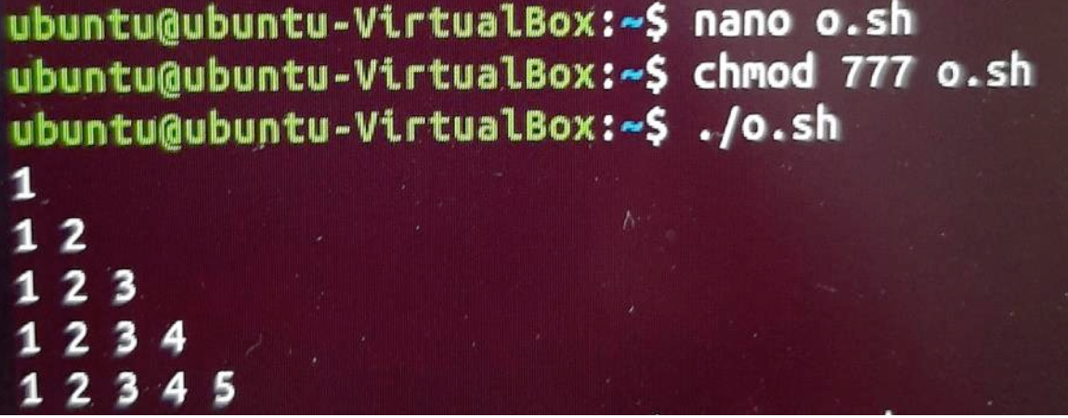 ubuntu@ubuntu-VirtualBox:~$ nano o.sh
ubuntu@ubuntu-VirtualBox:~$ chmod 777 o.sh
ubuntu@ubuntu-VirtualBox:~$ ./o.sh
1
1 2
1 2 3
1 2 3 4
1 2 3 4 5